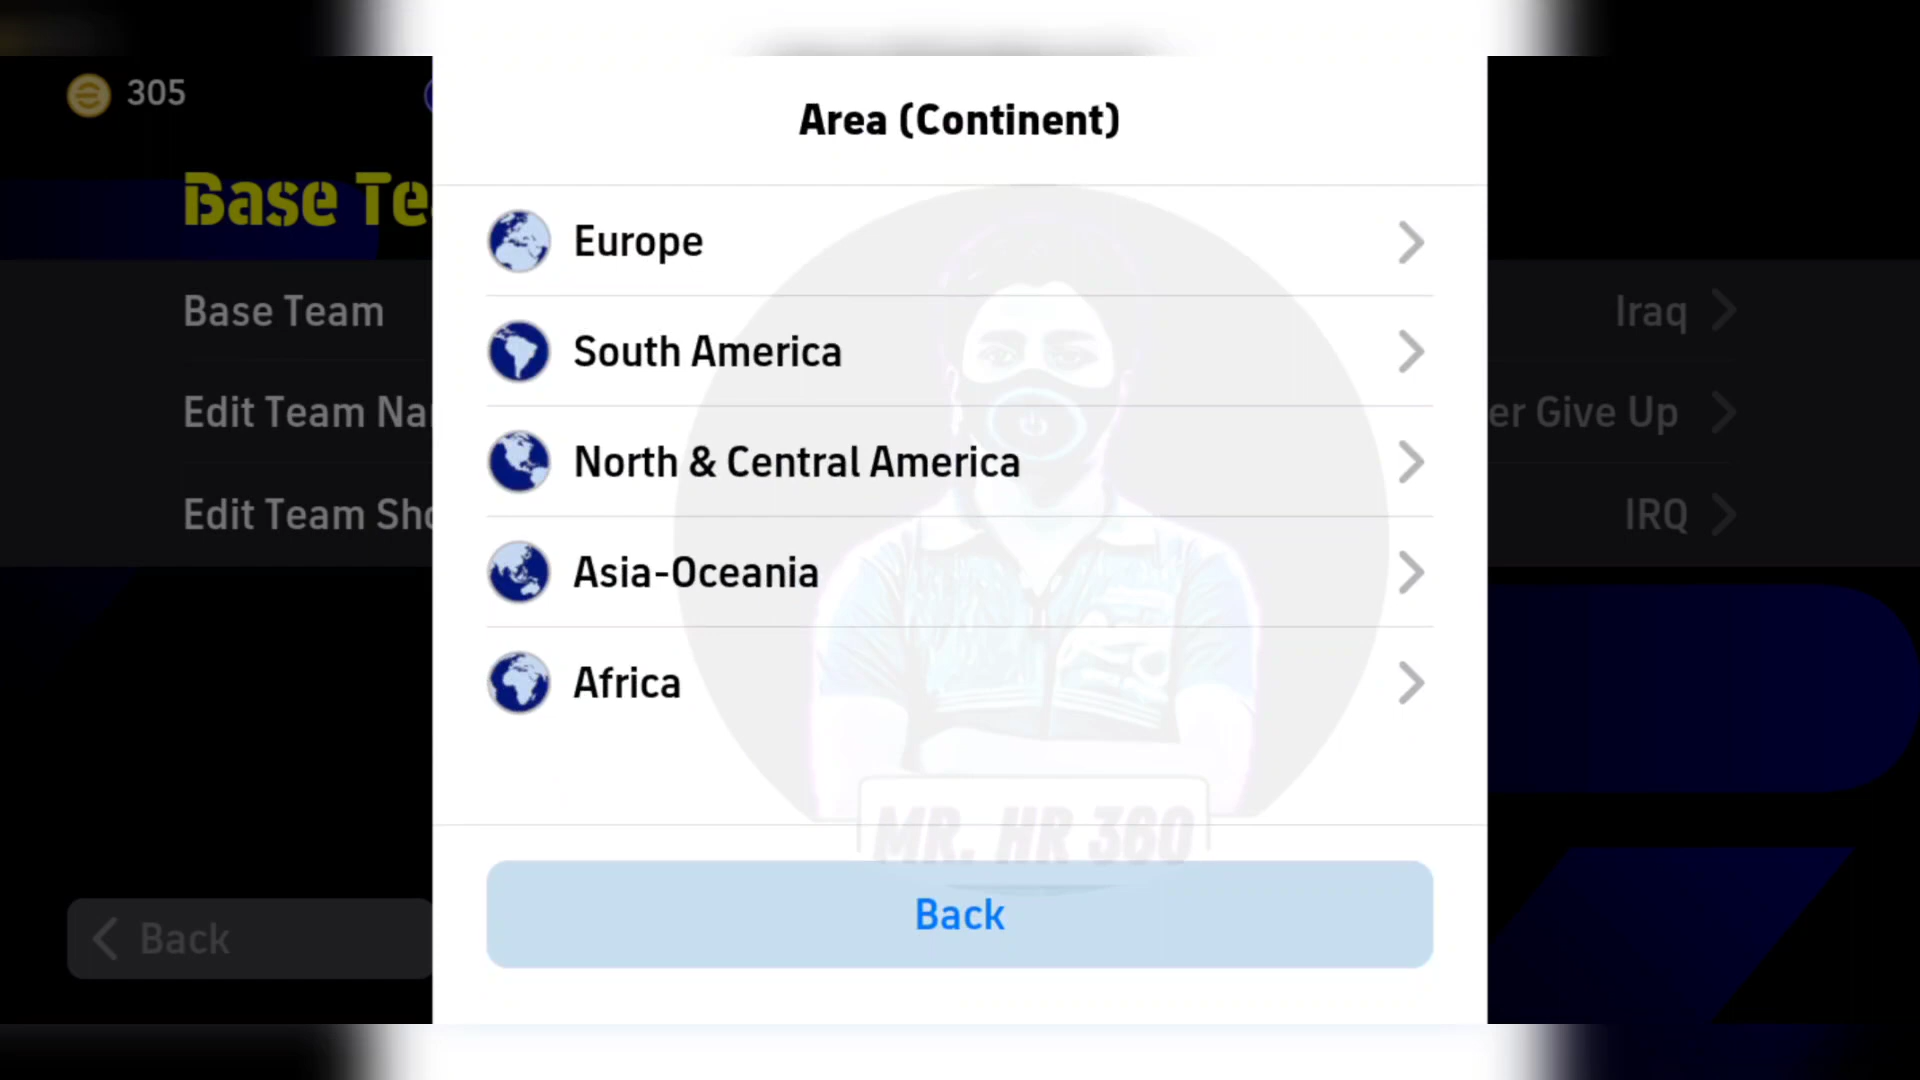 305
Area (Continent)
Base Te
Europe
Base Team
Iraq
South America
Edit Team Na
er Give Up
North & Central America
Edit Team Sho
IRQ
Asia-Oceania
Africa
MR. HR 360
Back
Back